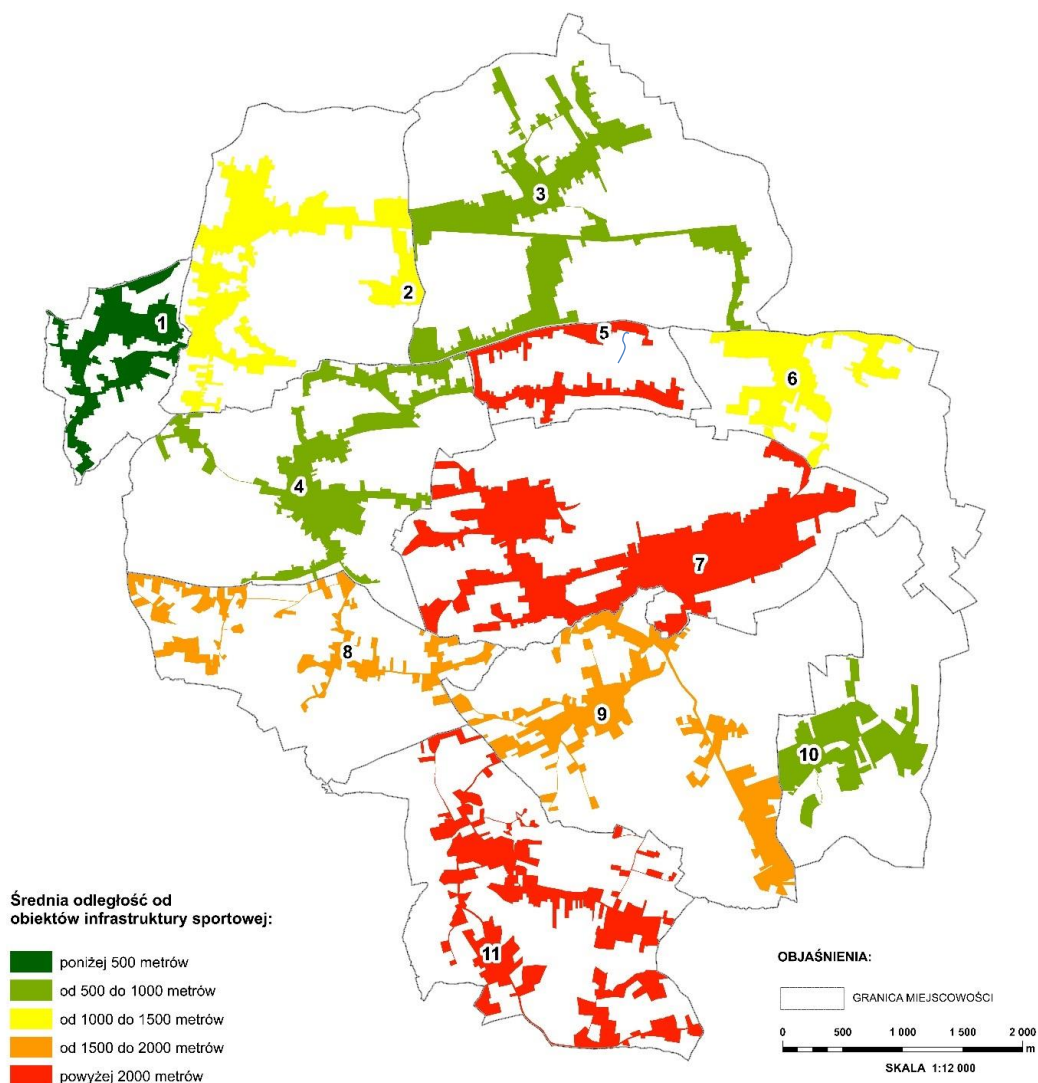 3
2
1
5
6
4
7
8
9
10
11
Średnia odległość od
obiektów infrastruktury sportowej:
poniżej 500 metrów
od 500 do 1000 metrów
od 1000 do 1500 metrów
od 1500 do 2000 metrów
powyżej 2000 metrów
OBJAŚNIENIA:
GRANICA MIEJSCOWOŚCI
0 500 1 000 1 500 2 000
m
SKALA 1:12 000